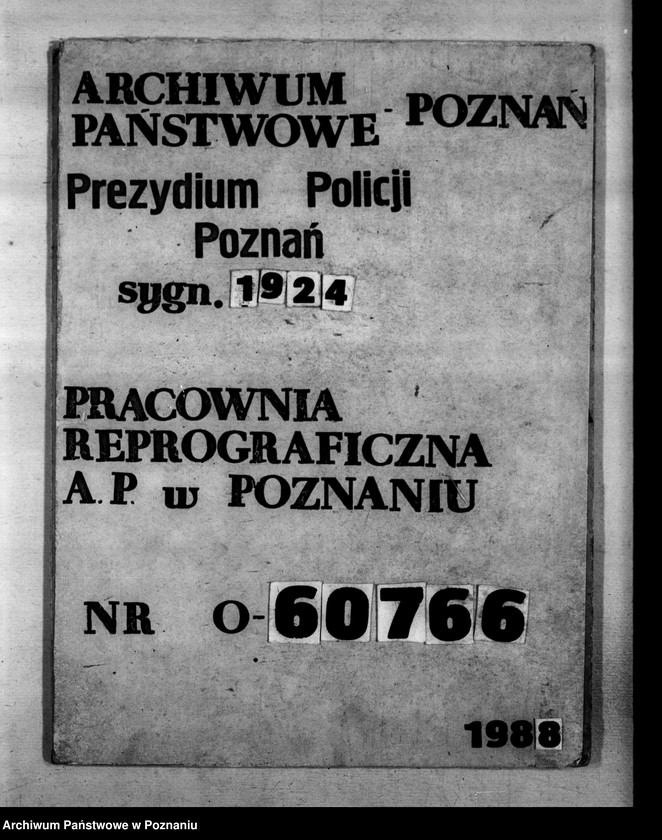 ARCHIWUM
PAŃSTWOWE - POZNAŃ
Prezydium Policji
Poznań
sygn. 1924
PRACOWNIA
REPROGRAFICZNA
A.P. w POZNANIU
NR O-60766
1988
Archiwum Państwowe w Poznaniu